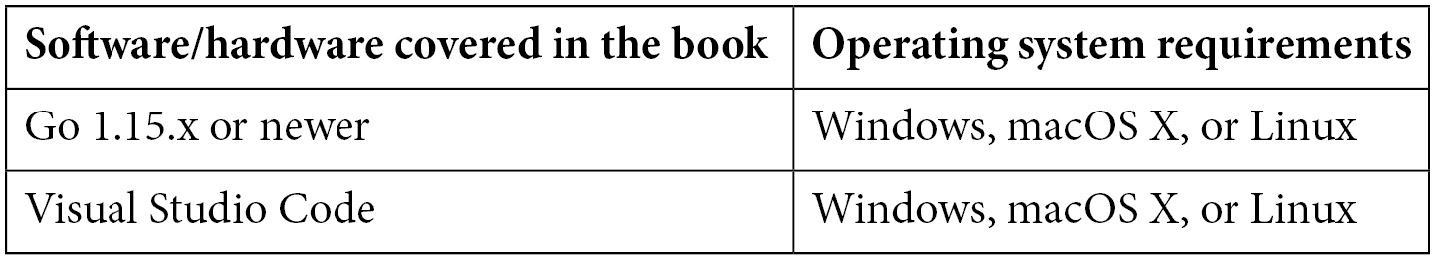 Software/hardware covered in the book Operating system requirements
Go 1.15.x or newer Windows, macOS X, or Linux
Visual Studio Code Windows, macOS X, or Linux